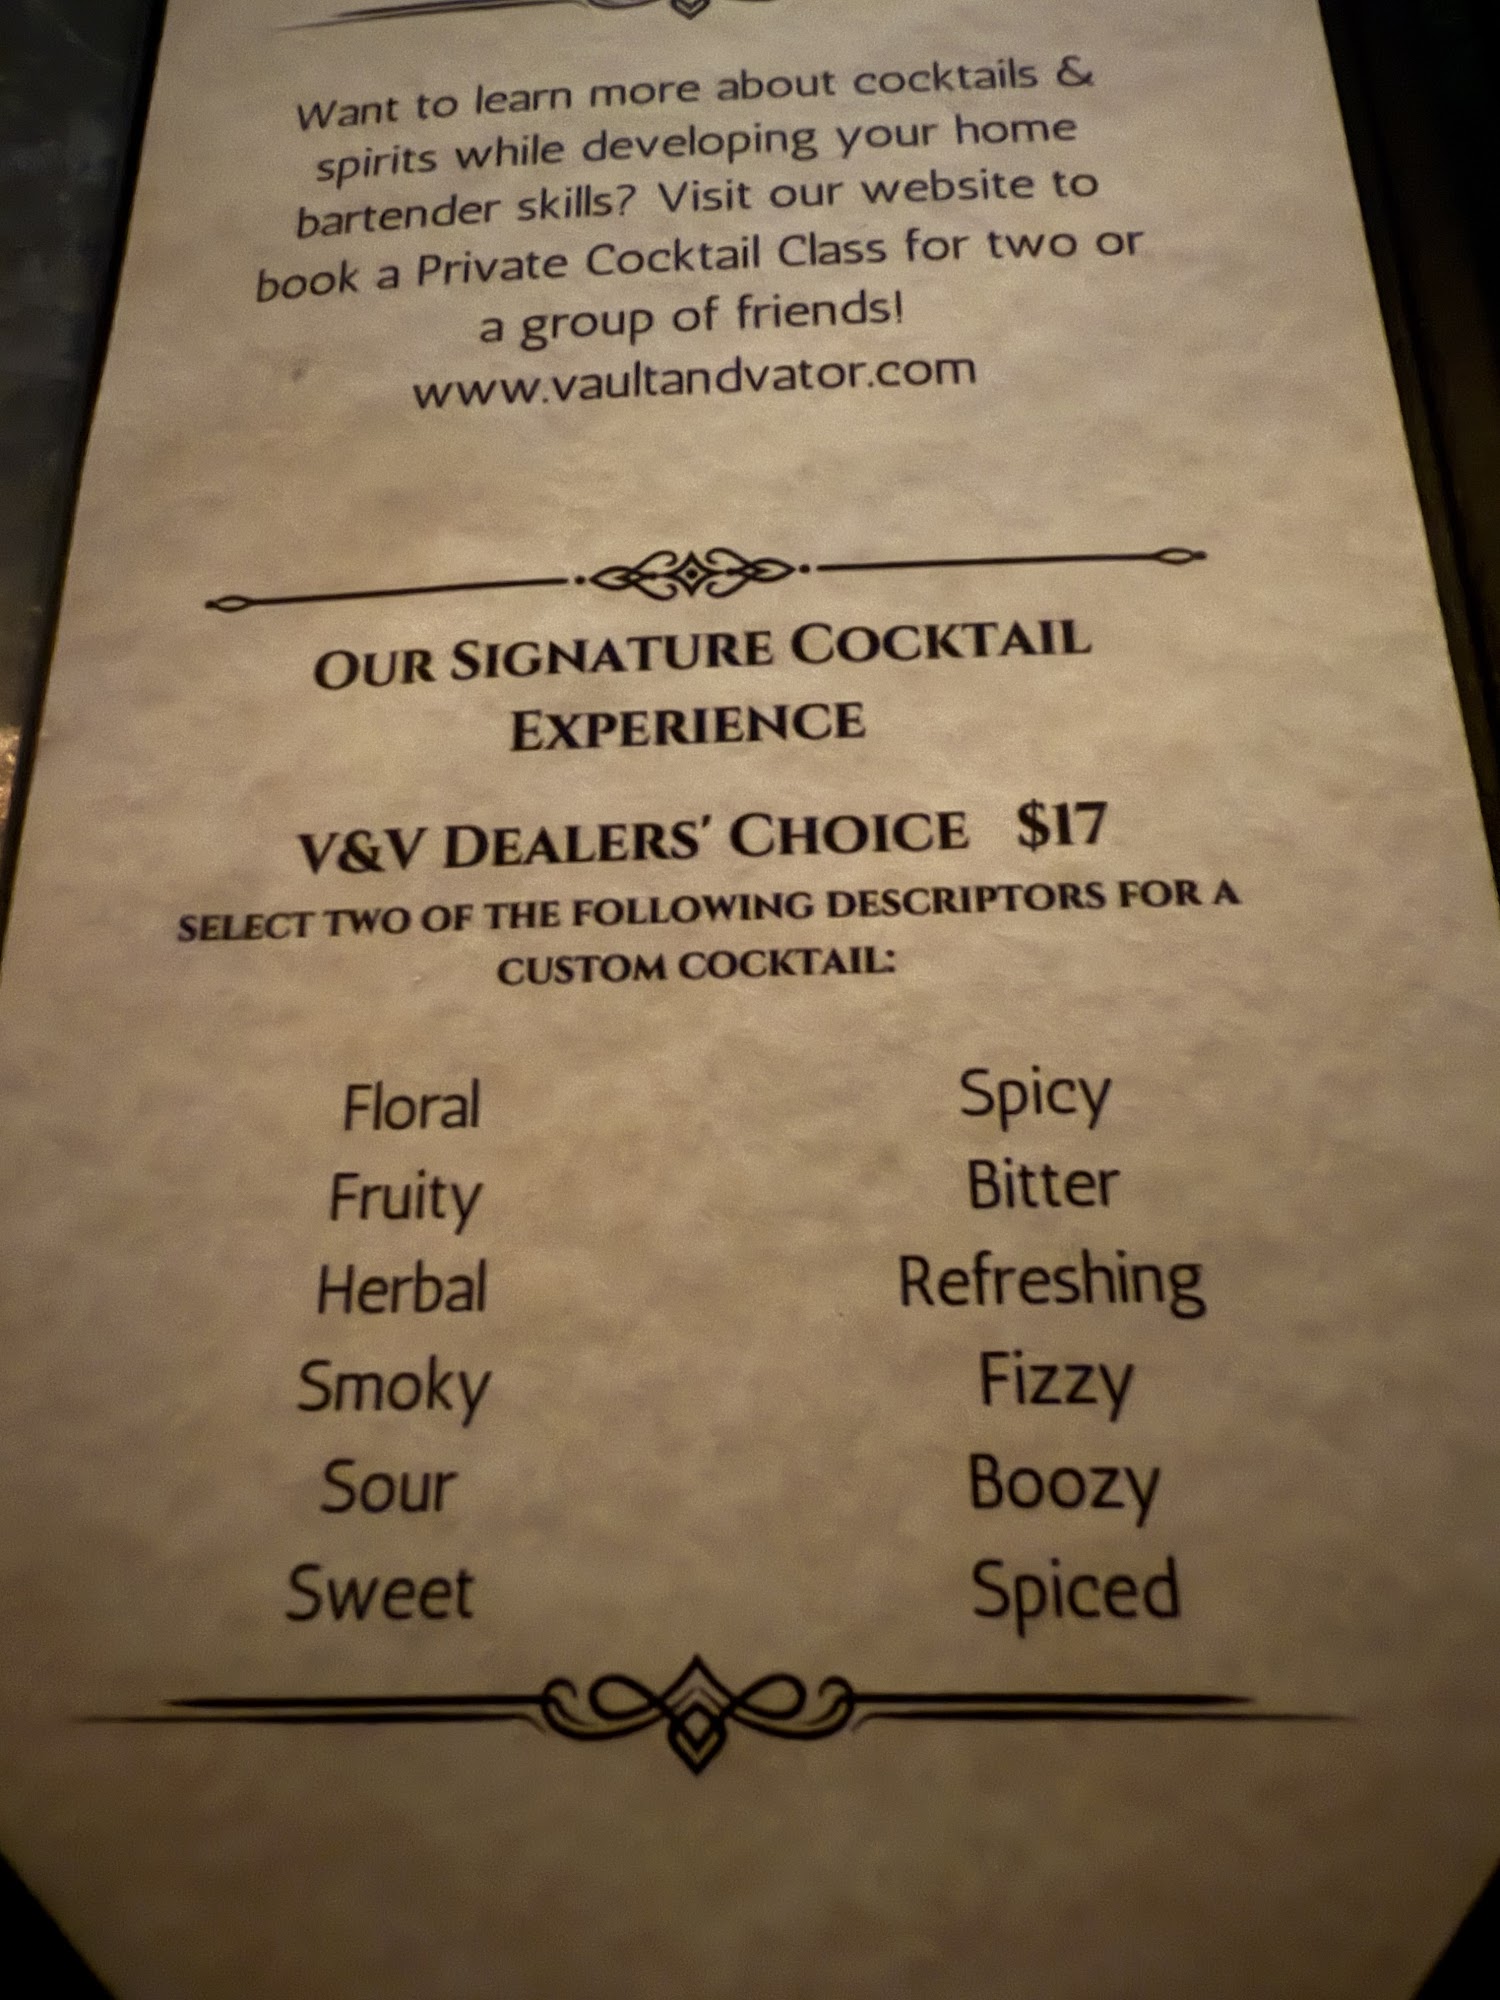 Want to learn more about cocktails &
spirits while developing your home
bartender skills? Visit our website to
book a Private Cocktail Class for two or
a group of friends!
www.vaultandvator.com
OUR SIGNATURE COCKTAIL
EXPERIENCE
V&V DEALERS' CHOICE $17
SELECT TWO OF THE FOLLOWING DESCRIPTORS FOR A
CUSTOM COCKTAIL:
Floral
Fruity
Herbal
Smoky
Sour
Sweet
Spicy
Bitter
Refreshing
Fizzy
Boozy
Spiced